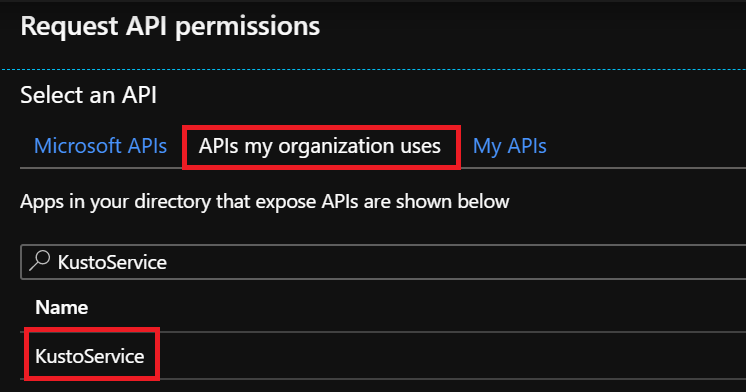 Request API permissions
Select an API
Microsoft APIs APIs my organization uses My APIs
Apps in your directory that expose APIs are shown below
KustoService
Name
KustoService